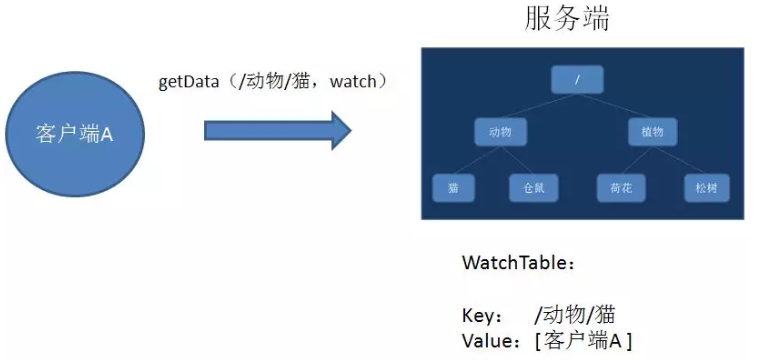 服务端
getData（/动物/猫，watch）
客户端A
/
动物
植物
猫
仓鼠
荷花
松树
WatchTable：
Key： /动物/猫
Value：[客户端A]